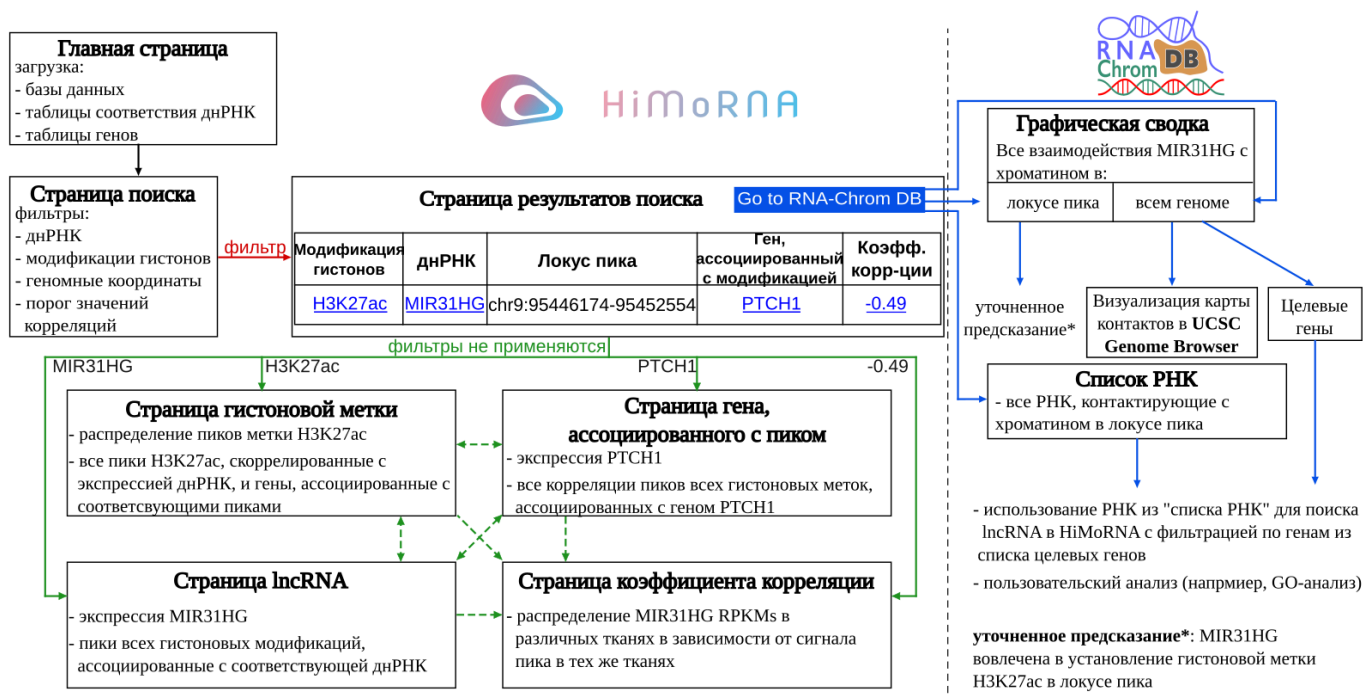 Главная страница
загрузка:
- базы данных
- таблицы соответствия днРНК
- таблицы генов
HiMoRNA
Страница поиска
фильтры:
- днРНК
- модификации гистонов
- геномные координаты
- порог значений
корреляций
фильтр
Страница результатов поиска
Go to RNA-Chrom DB
Модификация
гистонов
днРНК
Локус пика
Ген,
ассоциированный
с модификацией
Коэфф.
корр-ции
H3K27ac
MIR31HG
chr9:95446174-95452554
PTCH1
-0.49
фильтры не применяются
MIR31HG
H3K27ac
PTCH1
-0.49
Страница гистоновой метки
- распределение пиков метки H3K27ac
- все пики H3K27ac, скоррелированные с
экспрессией днРНК, и гены, ассоциированные с
соответсвующими пиками
Страница гена,
ассоциированного с пиком
- экспрессия PTCH1
- все корреляции пиков всех гистоновых меток,
ассоциированных с геном PTCH1
Страница lncRNA
- экспрессия MIR31HG
- пики всех гистоновых модификаций,
ассоциированные с соответствующей днРНК
Страница коэффициента корреляции
- распределение MIR31HG RPKMs в
различных тканях в зависимости от сигнала
пика в тех же тканях
RNA
Chrom DB
Графическая сводка
Все взаимодействия MIR31HG с
хроматином в:
локусе пика
всем геноме
уточненное
предсказание*
Визуализация карты
контактов в UCSC
Genome Browser
Целевые
гены
Список РНК
- все РНК, контактирующие с
хроматином в локусе пика
- использование РНК из "списка РНК" для поиска
lncRNA в HiMoRNA с фильтрацией по генам из
списка целевых генов
- пользовательский анализ (напрмиер, GO-анализ)
уточненное предсказание*: MIR31HG
вовлечена в установление гистоновой метки
H3K27ac в локусе пика